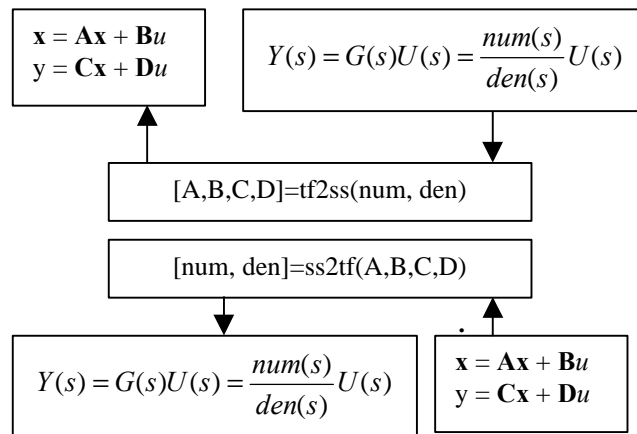 x = Ax + Bu
y = Cx + Du
Y(s) = G(s)U(s) = num(s)/den(s) U(s)
[A,B,C,D]=tf2ss(num, den)
[num, den]=ss2tf(A,B,C,D)
Y(s) = G(s)U(s) = num(s)/den(s) U(s)
ẋ = Ax + Bu
y = Cx + Du